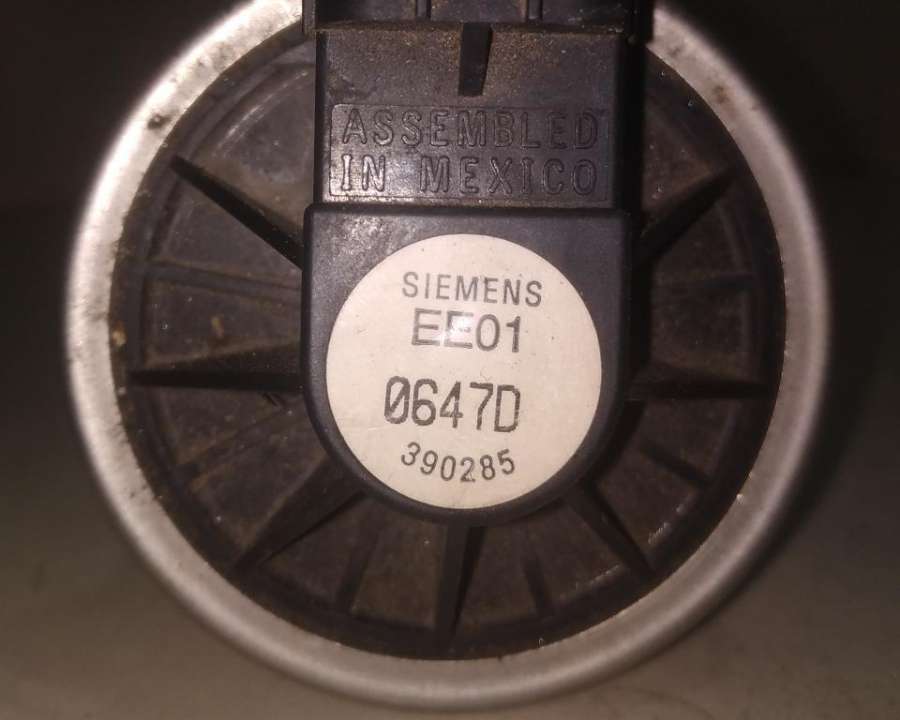 ASSEMBLED
IN MEXICO
SIEMENS
EE01
0647D
390285